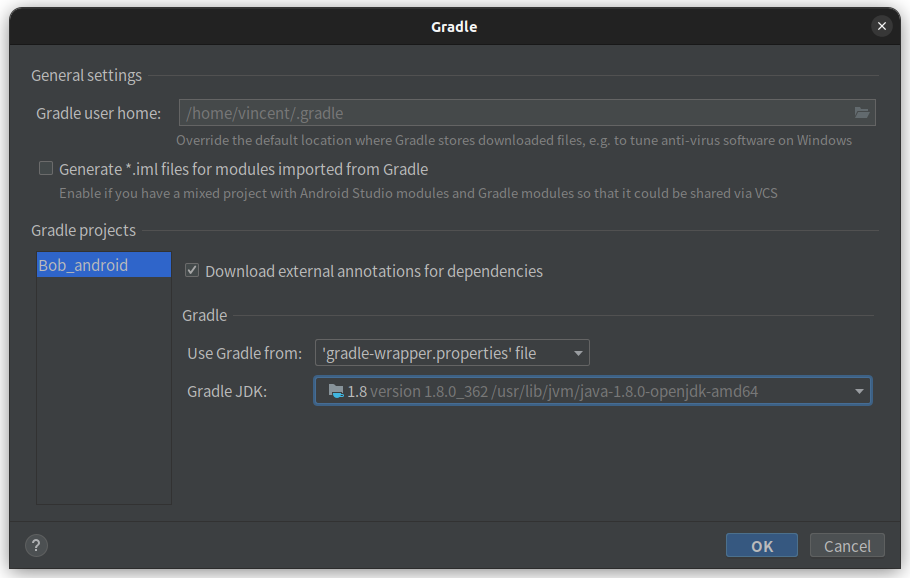 Gradle
General settings
Gradle user home: /home/vincent/.gradle
Override the default location where Gradle stores downloaded files, e.g. to tune anti-virus software on Windows
Generate *.iml files for modules imported from Gradle
Enable if you have a mixed project with Android Studio modules and Gradle modules so that it could be shared via VCS
Gradle projects
Bob_android
Download external annotations for dependencies
Gradle
Use Gradle from: 'gradle-wrapper.properties' file
Gradle JDK: 1.8 version 1.8.0_362 /usr/lib/jvm/java-1.8.0-openjdk-amd64
? OK Cancel